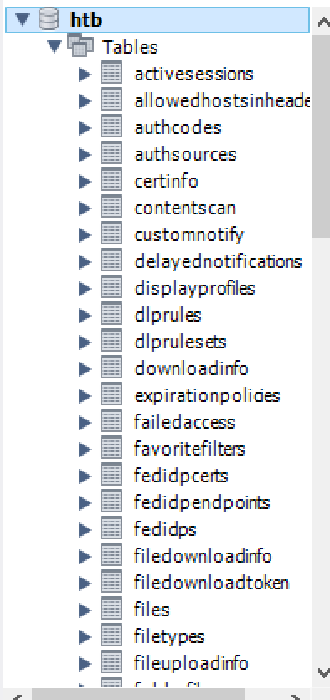 htb
Tables
activesessions
allowedhostsinheade
authcodes
authsources
certinfo
contentscan
customnotify
delayednotifications
displayprofiles
dlprules
dlprulesets
downloadinfo
expirationpolicies
failedaccess
favoritefilters
fedidpcerts
fedidpendpoints
fedidps
filedownloadinfo
filedownloadtoken
files
filetypes
fileuploadinfo